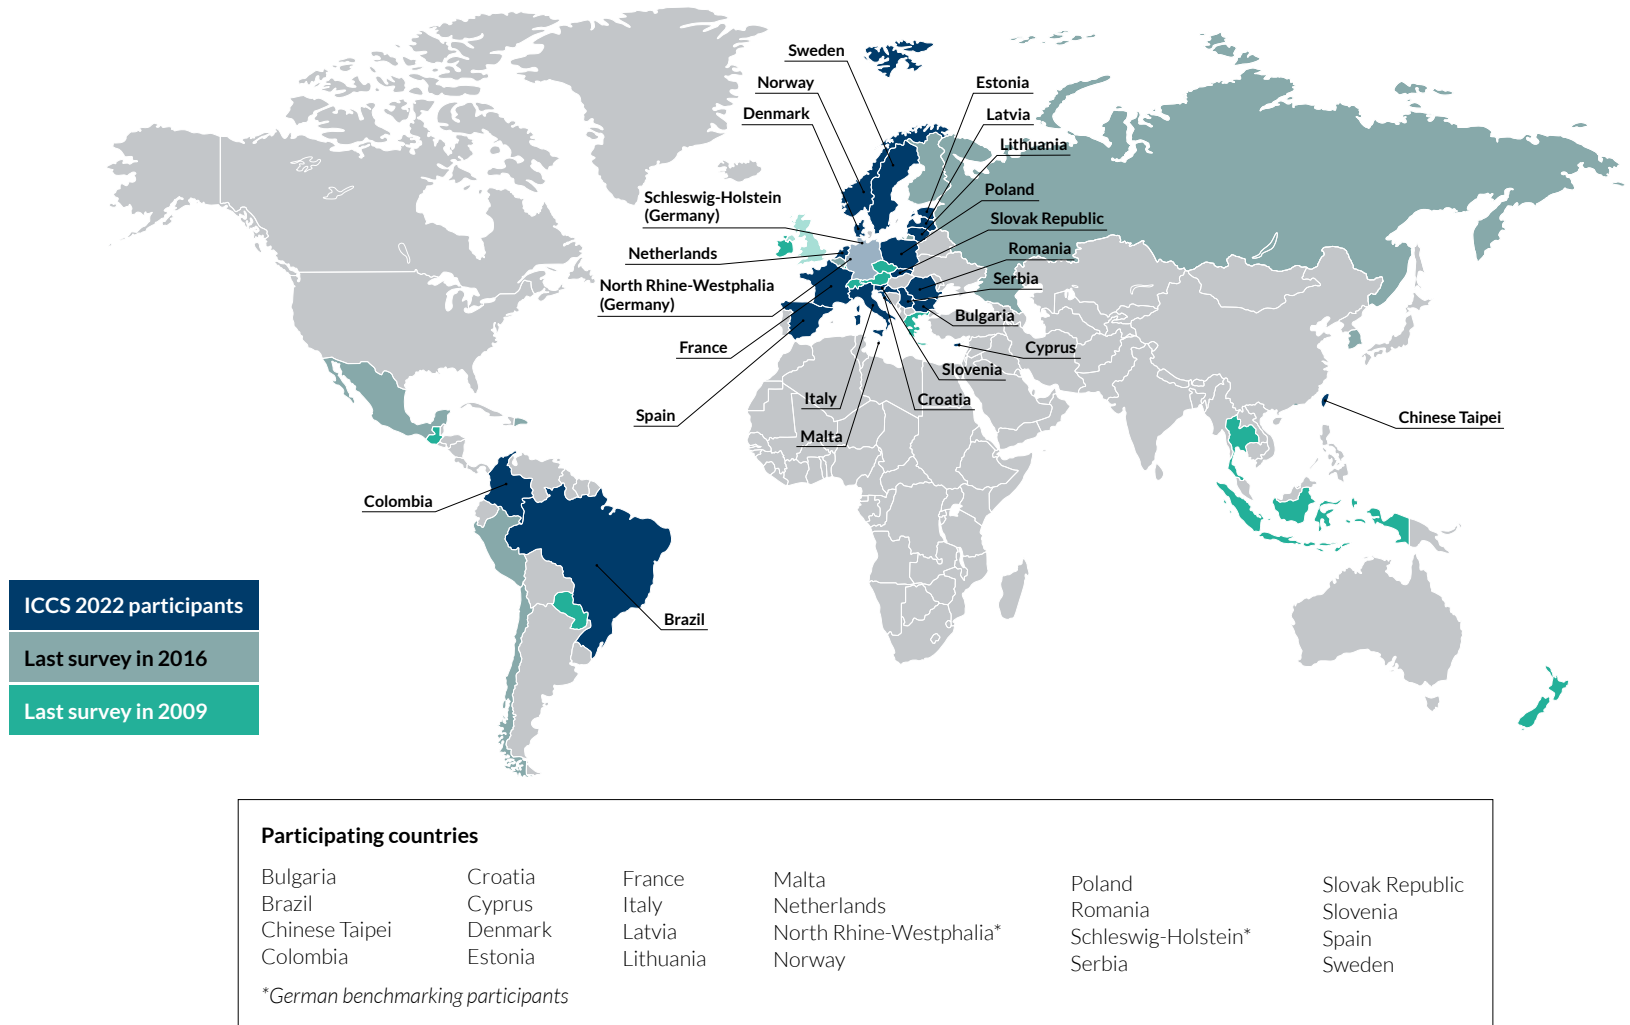 Sweden
Norway
Denmark
Estonia
Latvia
Lithuania
Poland
Schleswig-Holstein
(Germany)
Slovak Republic
Netherlands
Romania
North Rhine-Westphalia
(Germany)
Serbia
Bulgaria
France
Cyprus
Slovenia
Italy
Croatia
Spain
Malta
Chinese Taipei
Colombia
Brazil
ICCS 2022 participants
Last survey in 2016
Last survey in 2009
Participating countries
Bulgaria
Brazil
Chinese Taipei
Colombia
Croatia
Cyprus
Denmark
Estonia
France
Italy
Latvia
Lithuania
Malta
Netherlands
North Rhine-Westphalia*
Norway
Poland
Romania
Schleswig-Holstein*
Serbia
Slovak Republic
Slovenia
Spain
Sweden
*German benchmarking participants